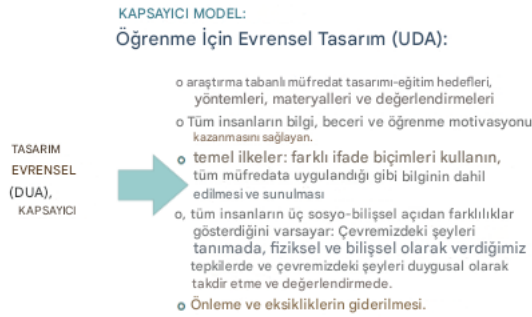 KAPSAYICI MODEL:
Öğrenme İçin Evrensel Tasarım (UDA):
o araştırma tabanlı müfredat tasarımı-eğitim hedefleri,
yöntemleri, materyalleri ve değerlendirmeleri
o Tüm insanların bilgi, beceri ve öğrenme motivasyonu
kazanmasını sağlayan.
o temel ilkeler: farklı ifade biçimleri kullanın,
tüm müfredata uygulandığı gibi bilginin dahil
edilmesi ve sunulması
o, tüm insanların üç sosyo-bilişsel açıdan farklılıklar
gösterdiğini varsayar: Çevremizdeki şeyleri
tanımada, fiziksel ve bilişsel olarak verdiğimiz
tepkilerde ve çevremizdeki şeyleri duygusal olarak
takdir etme ve değerlendirmede.
o Önleme ve eksikliklerin giderilmesi.
TASARIM
EVRENSEL
(DUA),
KAPSAYICI